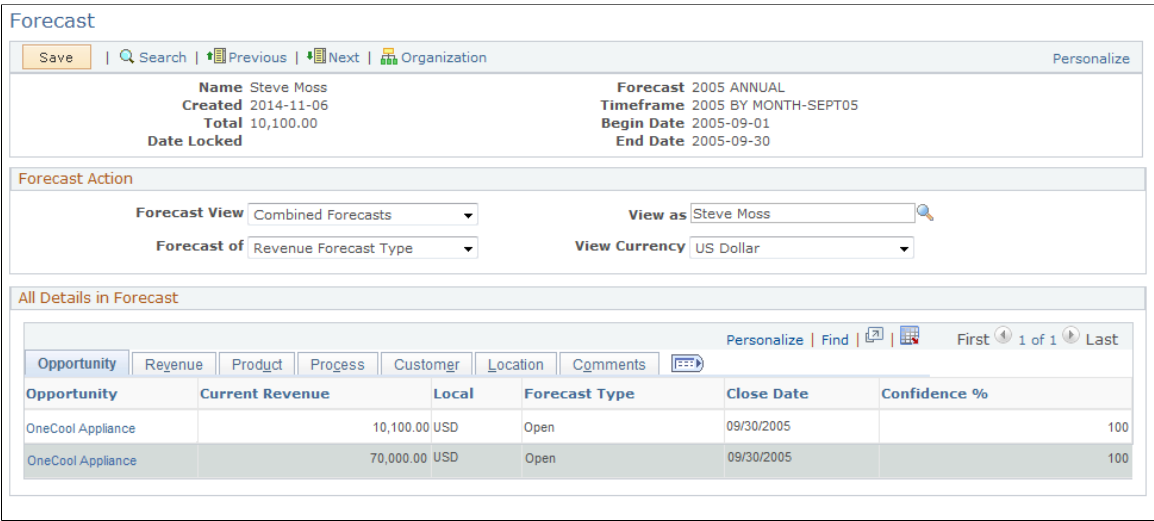 Forecast
Save | Search | Previous | Next | Organization Personalize
Name Steve Moss Forecast 2005 ANNUAL
Created 2014-11-06 Timeframe 2005 BY MONTH-SEPT05
Total 10,100.00 Begin Date 2005-09-01
Date Locked End Date 2005-09-30
Forecast Action
Forecast View Combined Forecasts View as Steve Moss
Forecast of Revenue Forecast Type View Currency US Dollar
All Details in Forecast
Personalize | Find | | First 1 of 1 Last
Opportunity Revenue Product Process Customer Location Comments
Opportunity Current Revenue Local Forecast Type Close Date Confidence %
OneCool Appliance 10,100.00 USD Open 09/30/2005 100
OneCool Appliance 70,000.00 USD Open 09/30/2005 100